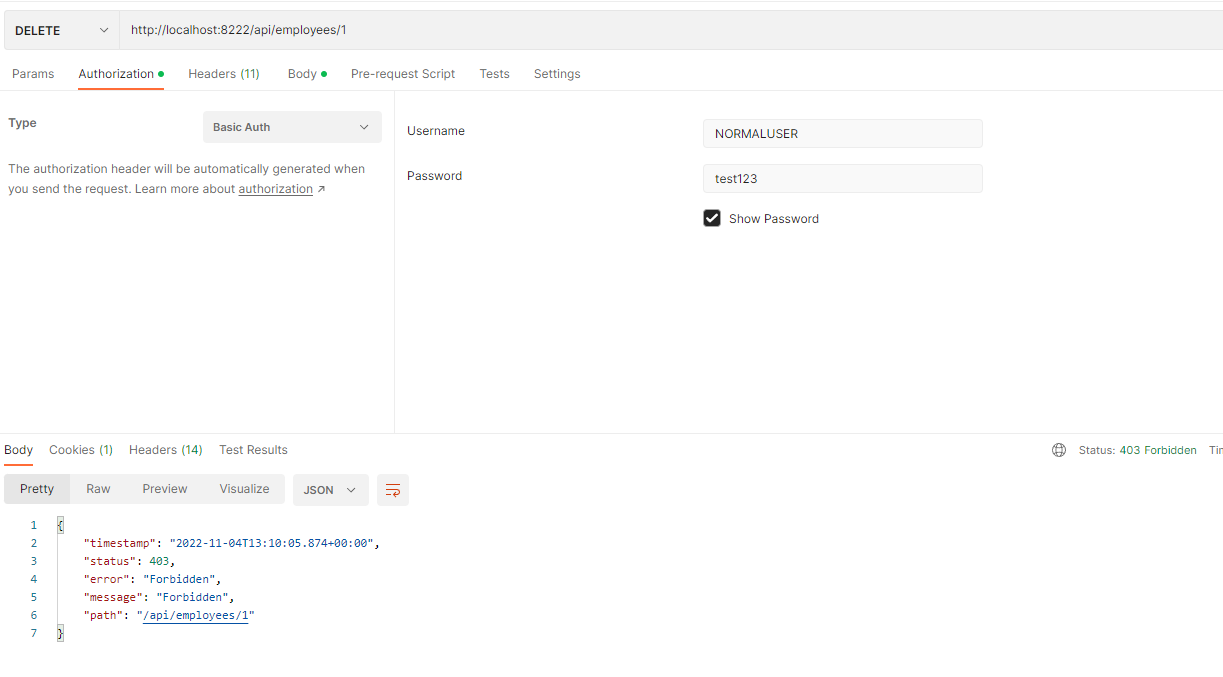 DELETE http://localhost:8222/api/employees/1
Params Authorization Headers (11) Body Pre-request Script Tests Settings
Type Basic Auth
The authorization header will be automatically generated when
you send the request. Learn more about authorization ↗
Username NORMALUSER
Password test123
Show Password
Body Cookies (1) Headers (14) Test Results Status: 403 Forbidden
Pretty Raw Preview Visualize JSON
1 {
2 "timestamp": "2022-11-04T13:10:05.874+00:00",
3 "status": 403,
4 "error": "Forbidden",
5 "message": "Forbidden",
6 "path": "/api/employees/1"
7 }